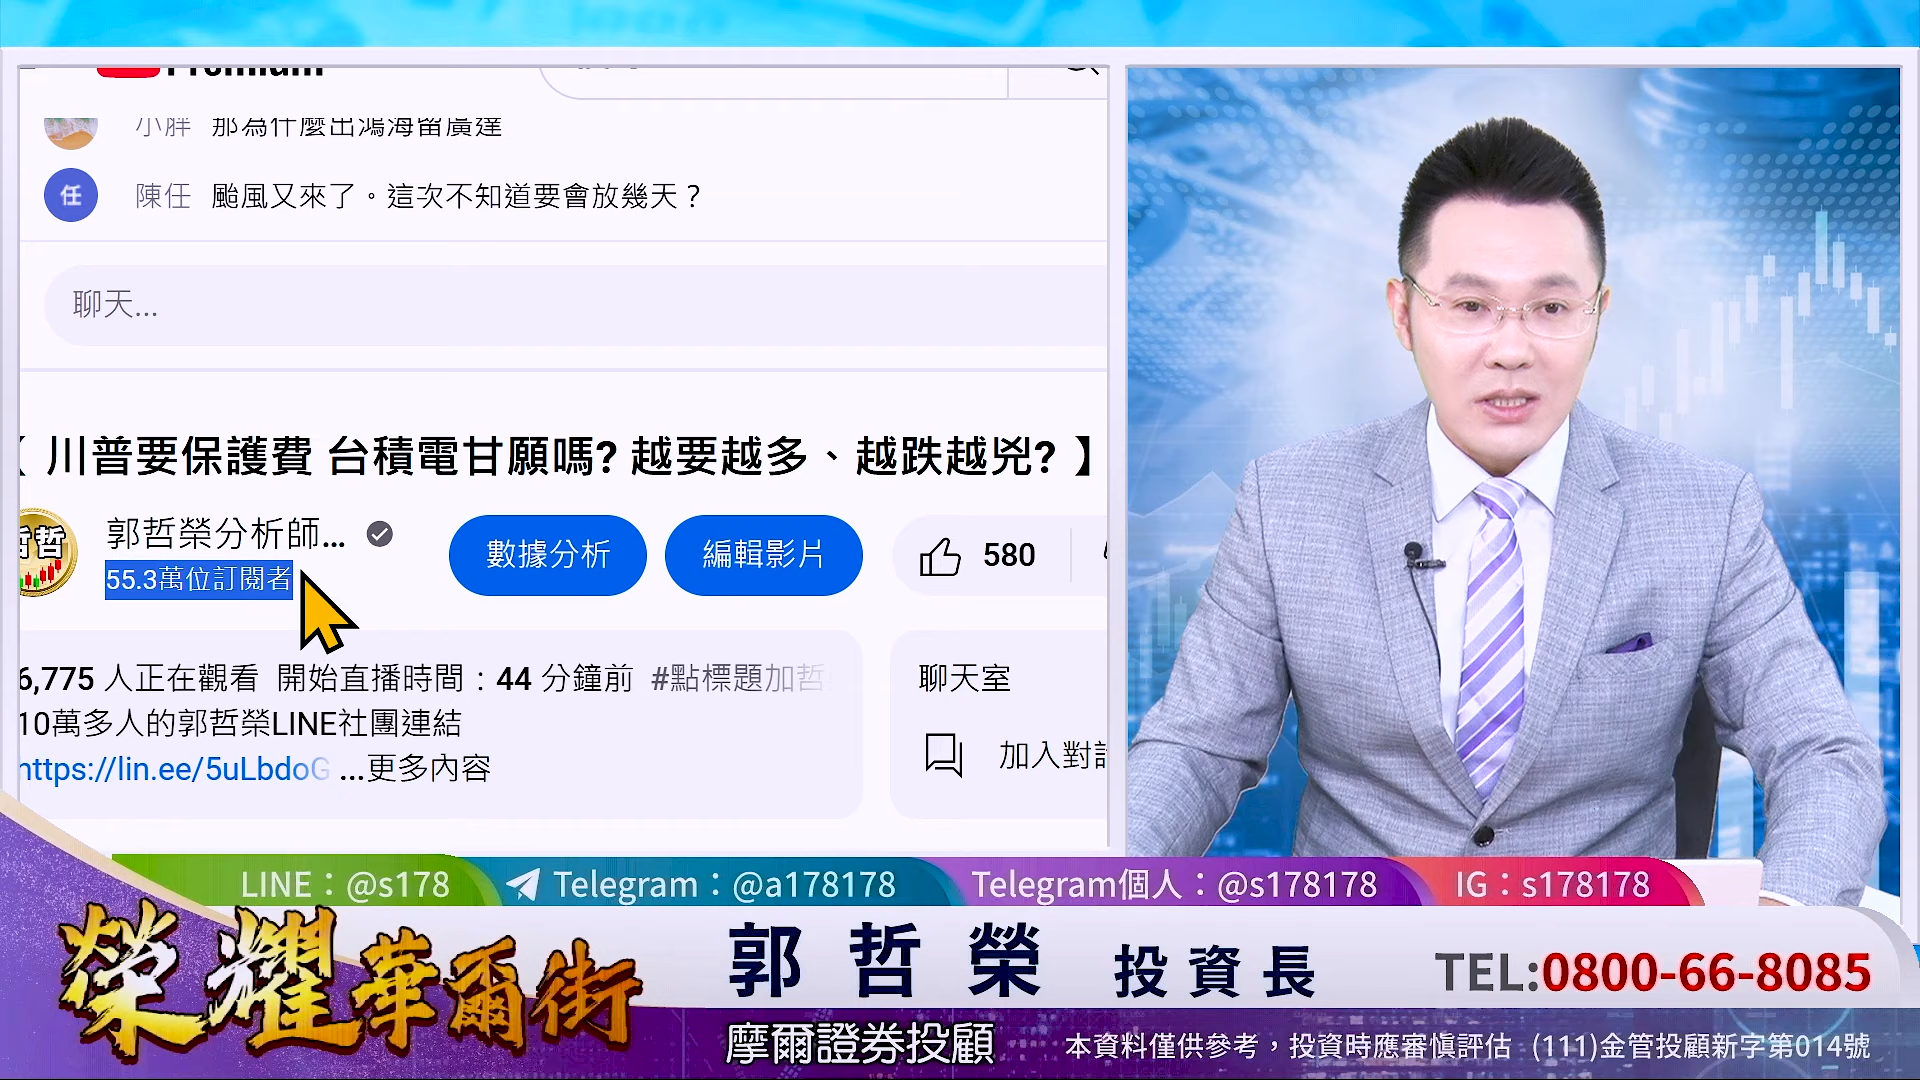 Premium
小胖 那為什麼出鴻海留廣達
任 陳任 颱風又來了。這次不知道要會放幾天？
聊天...
川普要保護費 台積電甘願嗎? 越要越多、越跌越兇? 】
郭哲榮分析師...
55.3萬位訂閱者
數據分析
編輯影片
580
6,775 人正在觀看 開始直播時間：44 分鐘前 #點標題加哲
10萬多人的郭哲榮LINE社團連結
https://lin.ee/5uLbdoG ...更多內容
聊天室
加入對
LINE：@s178
Telegram：@a178178
Telegram個人：@s178178
IG：s178178
榮耀華爾街
郭哲榮 投資長
TEL:0800-66-8085
摩爾證券投顧
本資料僅供參考，投資時應審慎評估 (111)金管投顧新字第014號